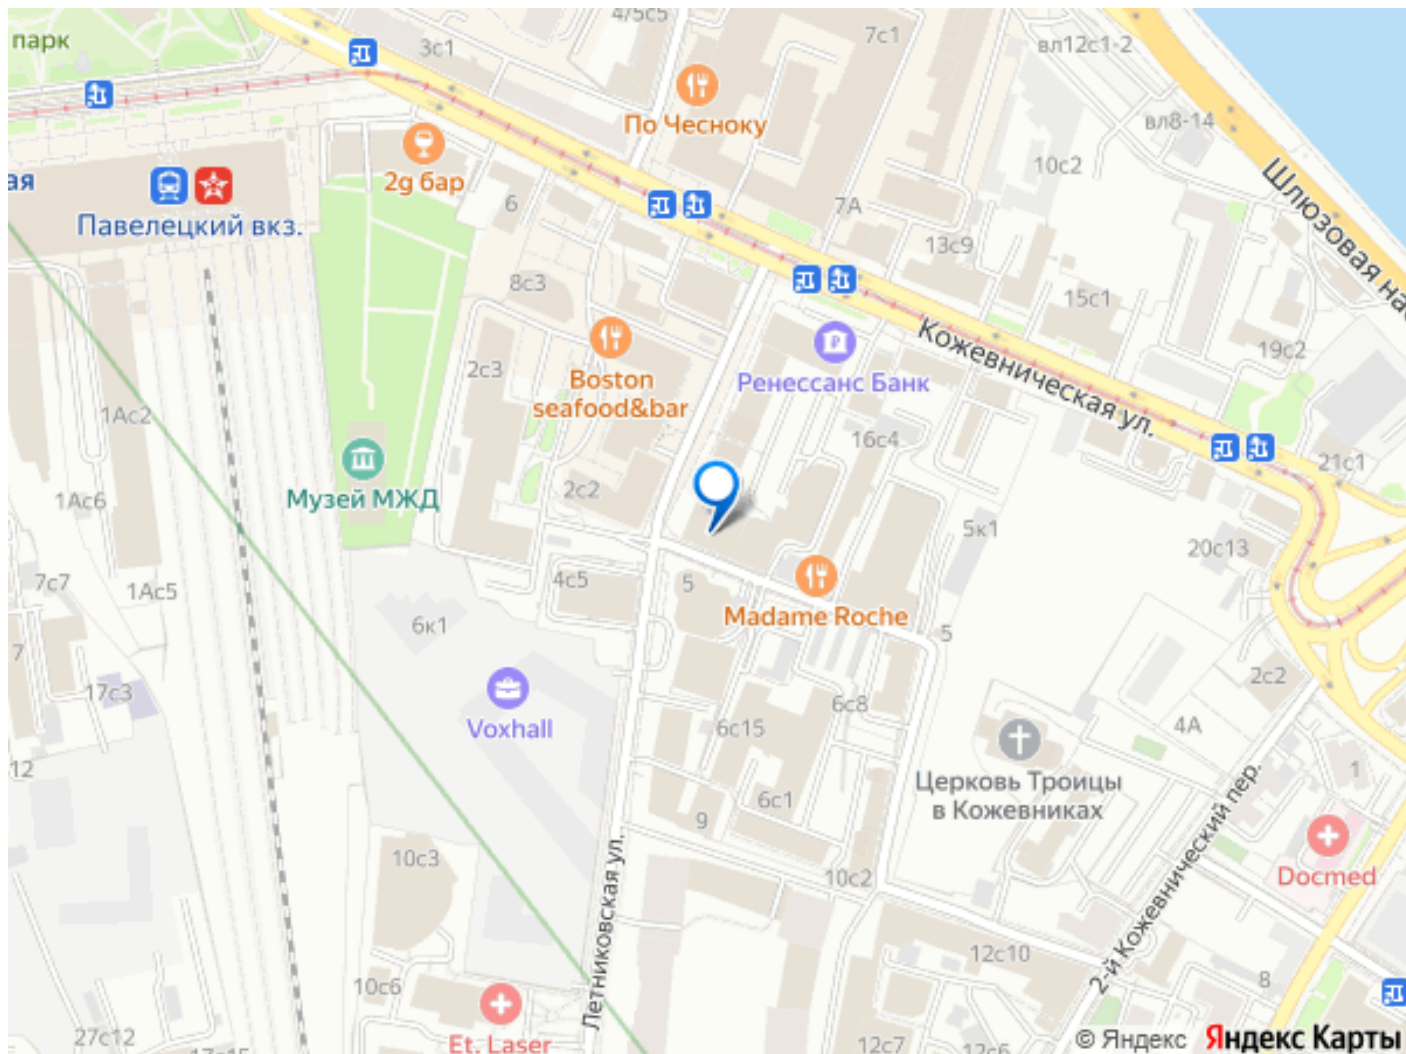 парк
4/5с5
7с1
вл12с1-2
3с1
По Чесноку
вл8-14
10с2
ая
2g бар
Павелецкий вкз.
6
7А
13с9
Шлюзовая наб
8с3
15с1
Кожевническая ул.
19с2
2с3
Boston
seafood&bar
Ренессанс Банк
1Ас2
16с4
21с1
Музей МЖД
1Ас6
2с2
5к1
20с13
7с7
1Ас5
4с5
5
Madame Roche
6к1
5
7
17с3
2с2
Voxhall
6с15
6с8
4А
12
Церковь Троицы
в Кожевниках
1
6с1
9
10с3
10с2
Docmed
Летниковская ул.
2-й Кожевнический пер.
12с10
8
10с6
27с12
17с15
Et. Laser
12с7
12с6
© Яндекс Яндекс Карты